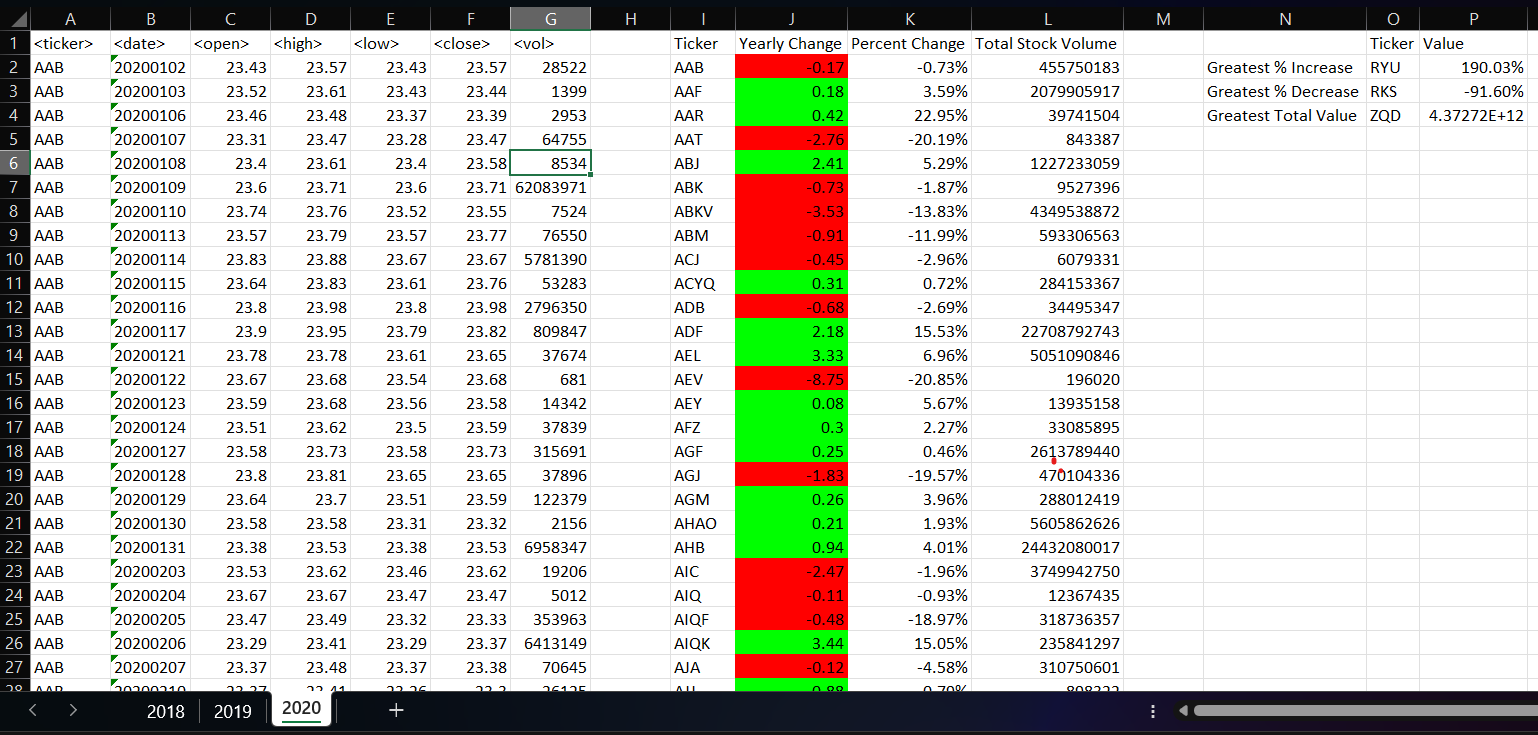 A B C D E F G H I J K L M N O P
1 <ticker> <date> <open> <high> <low> <close> <vol> Ticker Yearly Change Percent Change Total Stock Volume Ticker Value
2 AAB 20200102 23.43 23.57 23.43 23.57 28522 AAB -0.17 -0.73% 455750183 Greatest % Increase RYU 190.03%
3 AAB 20200103 23.52 23.61 23.43 23.44 1399 AAF 0.18 3.59% 2079905917 Greatest % Decrease RKS -91.60%
4 AAB 20200106 23.46 23.48 23.37 23.39 2953 AAR 0.42 22.95% 39741504 Greatest Total Value ZQD 4.37272E+12
5 AAB 20200107 23.31 23.47 23.28 23.47 64755 AAT -2.76 -20.19% 843387
6 AAB 20200108 23.4 23.61 23.4 23.58 8534 ABJ 2.41 5.29% 1227233059
7 AAB 20200109 23.6 23.71 23.6 23.71 62083971 ABK -0.73 -1.87% 9527396
8 AAB 20200110 23.74 23.76 23.52 23.55 7524 ABKV -3.53 -13.83% 4349538872
9 AAB 20200113 23.57 23.79 23.57 23.77 76550 ABM -0.91 -11.99% 593306563
10 AAB 20200114 23.83 23.88 23.67 23.67 5781390 ACJ -0.45 -2.96% 6079331
11 AAB 20200115 23.64 23.83 23.61 23.76 53283 ACYQ 0.31 0.72% 284153367
12 AAB 20200116 23.8 23.98 23.8 23.98 2796350 ADB -0.68 -2.69% 34495347
13 AAB 20200117 23.9 23.95 23.79 23.82 809847 ADF 2.18 15.53% 22708792743
14 AAB 20200121 23.78 23.78 23.61 23.65 37674 AEL 3.33 6.96% 5051090846
15 AAB 20200122 23.67 23.68 23.54 23.68 681 AEV -8.75 -20.85% 196020
16 AAB 20200123 23.59 23.68 23.56 23.58 14342 AEY 0.08 5.67% 13935158
17 AAB 20200124 23.51 23.62 23.5 23.59 37839 AFZ 0.3 2.27% 33085895
18 AAB 20200127 23.58 23.73 23.58 23.73 315691 AGF 0.25 0.46% 2613789440
19 AAB 20200128 23.8 23.81 23.65 23.65 37896 AGJ -1.83 -19.57% 470104336
20 AAB 20200129 23.64 23.7 23.51 23.59 122379 AGM 0.26 3.96% 288012419
21 AAB 20200130 23.58 23.58 23.31 23.32 2156 AHAO 0.21 1.93% 5605862626
22 AAB 20200131 23.38 23.53 23.38 23.53 6958347 AHB 0.94 4.01% 24432080017
23 AAB 20200203 23.53 23.62 23.46 23.62 19206 AIC -2.47 -1.96% 3749942750
24 AAB 20200204 23.67 23.67 23.47 23.47 5012 AIQ -0.11 -0.93% 12367435
25 AAB 20200205 23.47 23.49 23.32 23.33 353963 AIQF -0.48 -18.97% 318736357
26 AAB 20200206 23.29 23.41 23.29 23.37 6413149 AIQK 3.44 15.05% 235841297
27 AAB 20200207 23.37 23.48 23.37 23.38 70645 AJA -0.12 -4.58% 310750601
2018 2019 2020 +